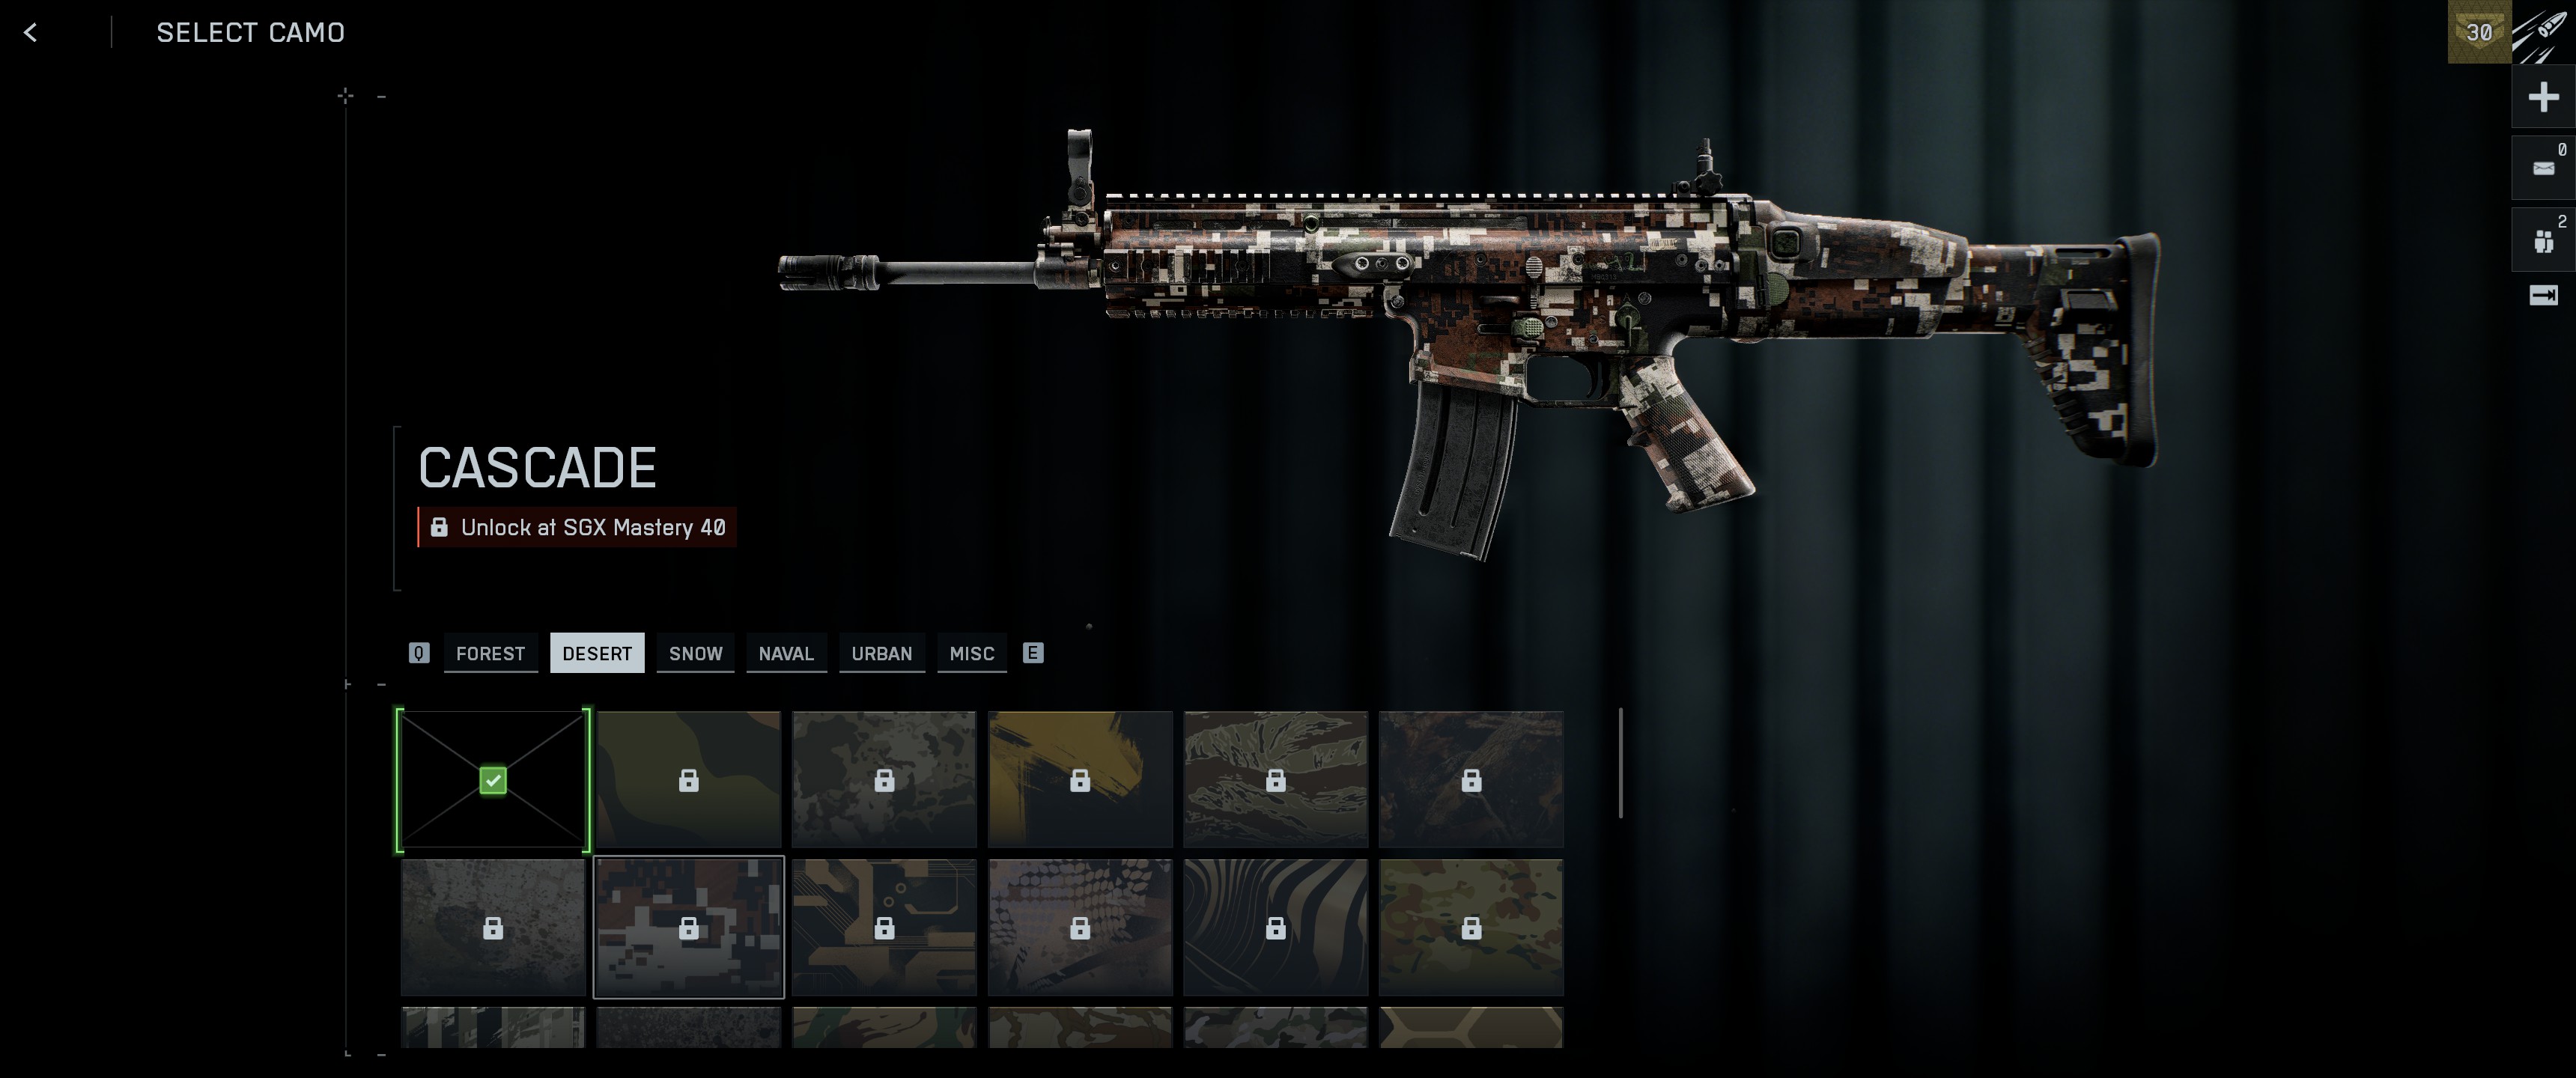 SELECT CAMO
30
0
2
CASCADE
Unlock at SGX Mastery 40
Q FOREST DESERT SNOW NAVAL URBAN MISC E